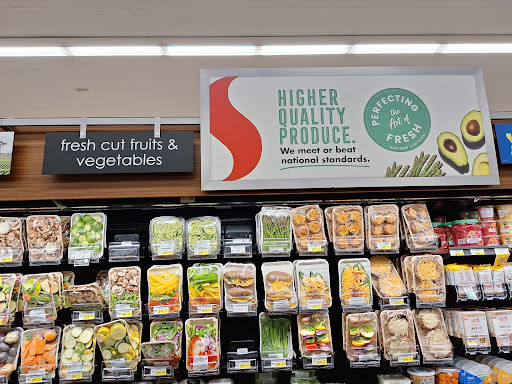 fresh cut fruits &
vegetables
HIGHER
QUALITY
PRODUCE.
We meet or beat
national standards.
PERFECTING
the
Art of
FRESH